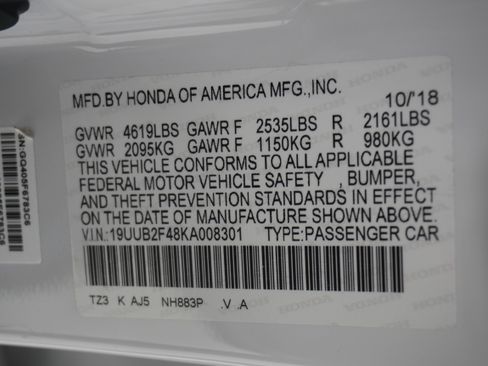 MFD.BY HONDA OF AMERICA MFG.,INC. 10/'18
GVWR 4619LBS GAWR F 2535LBS R 2161LBS
GVWR 2095KG GAWR F 1150KG R 980KG
THIS VEHICLE CONFORMS TO ALL APPLICABLE
FEDERAL MOTOR VEHICLE SAFETY , BUMPER,
AND THEFT PREVENTION STANDARDS IN EFFECT
ON THE DATE OF MANUFACTURE SHOWN ABOVE.
V.I.N:19UUB2F48KA008301 TYPE:PASSENGER CAR
TZ3 K AJ5 NH883P .V .A